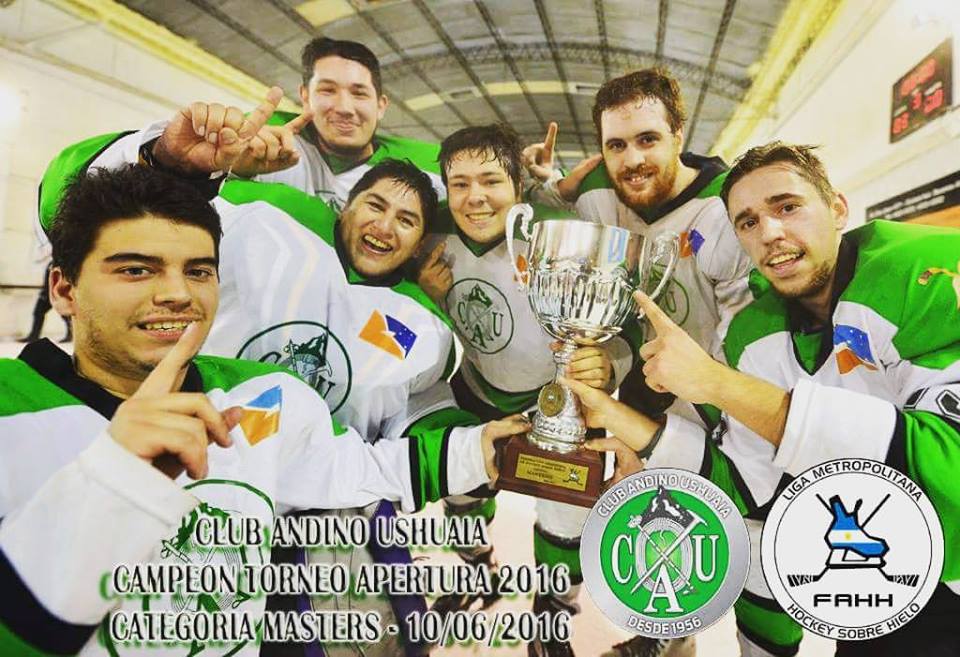 CAU
CLUB ANDINO USHUAIA
CAMPEON TORNEO APERTURA 2016
CATEGORIA MASTERS - 10/06/2016
CLUB ANDINO USHUAIA
CAU
DESDE 1956
LIGA METROPOLITANA
FAHH
HOCKEY SOBRE HIELO